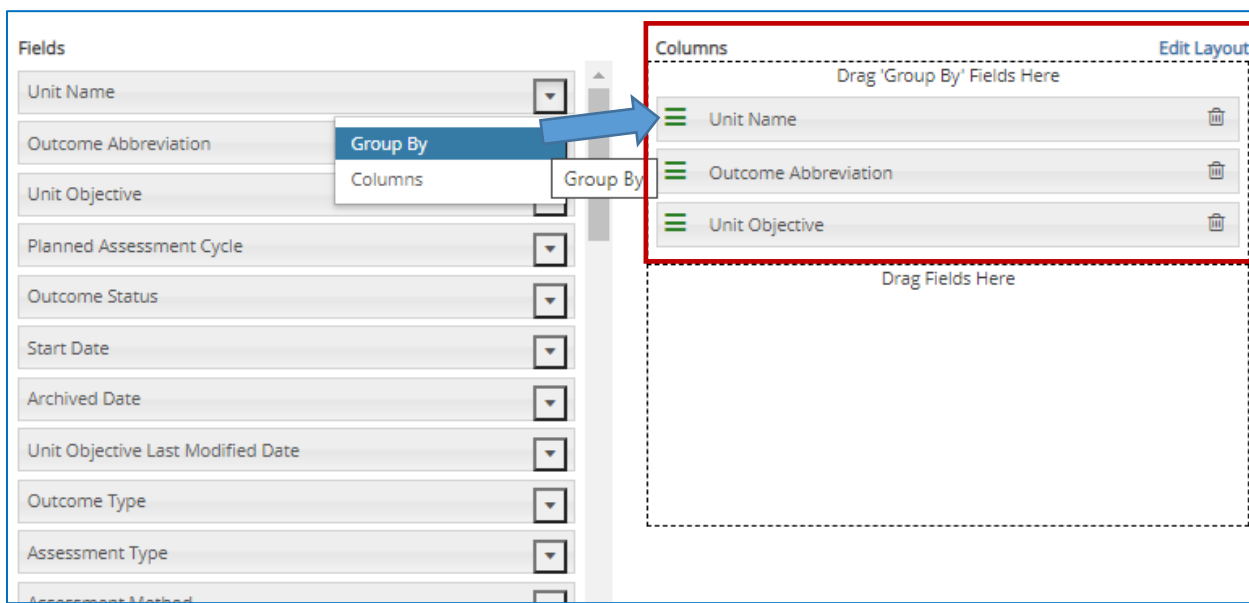 Fields
Unit Name
Outcome Abbreviation
Group By
Columns
Group By
Unit Objective
Planned Assessment Cycle
Outcome Status
Start Date
Archived Date
Unit Objective Last Modified Date
Outcome Type
Assessment Type
Assessment Method
Columns
Edit Layout
Drag 'Group By' Fields Here
Unit Name
Outcome Abbreviation
Unit Objective
Drag Fields Here